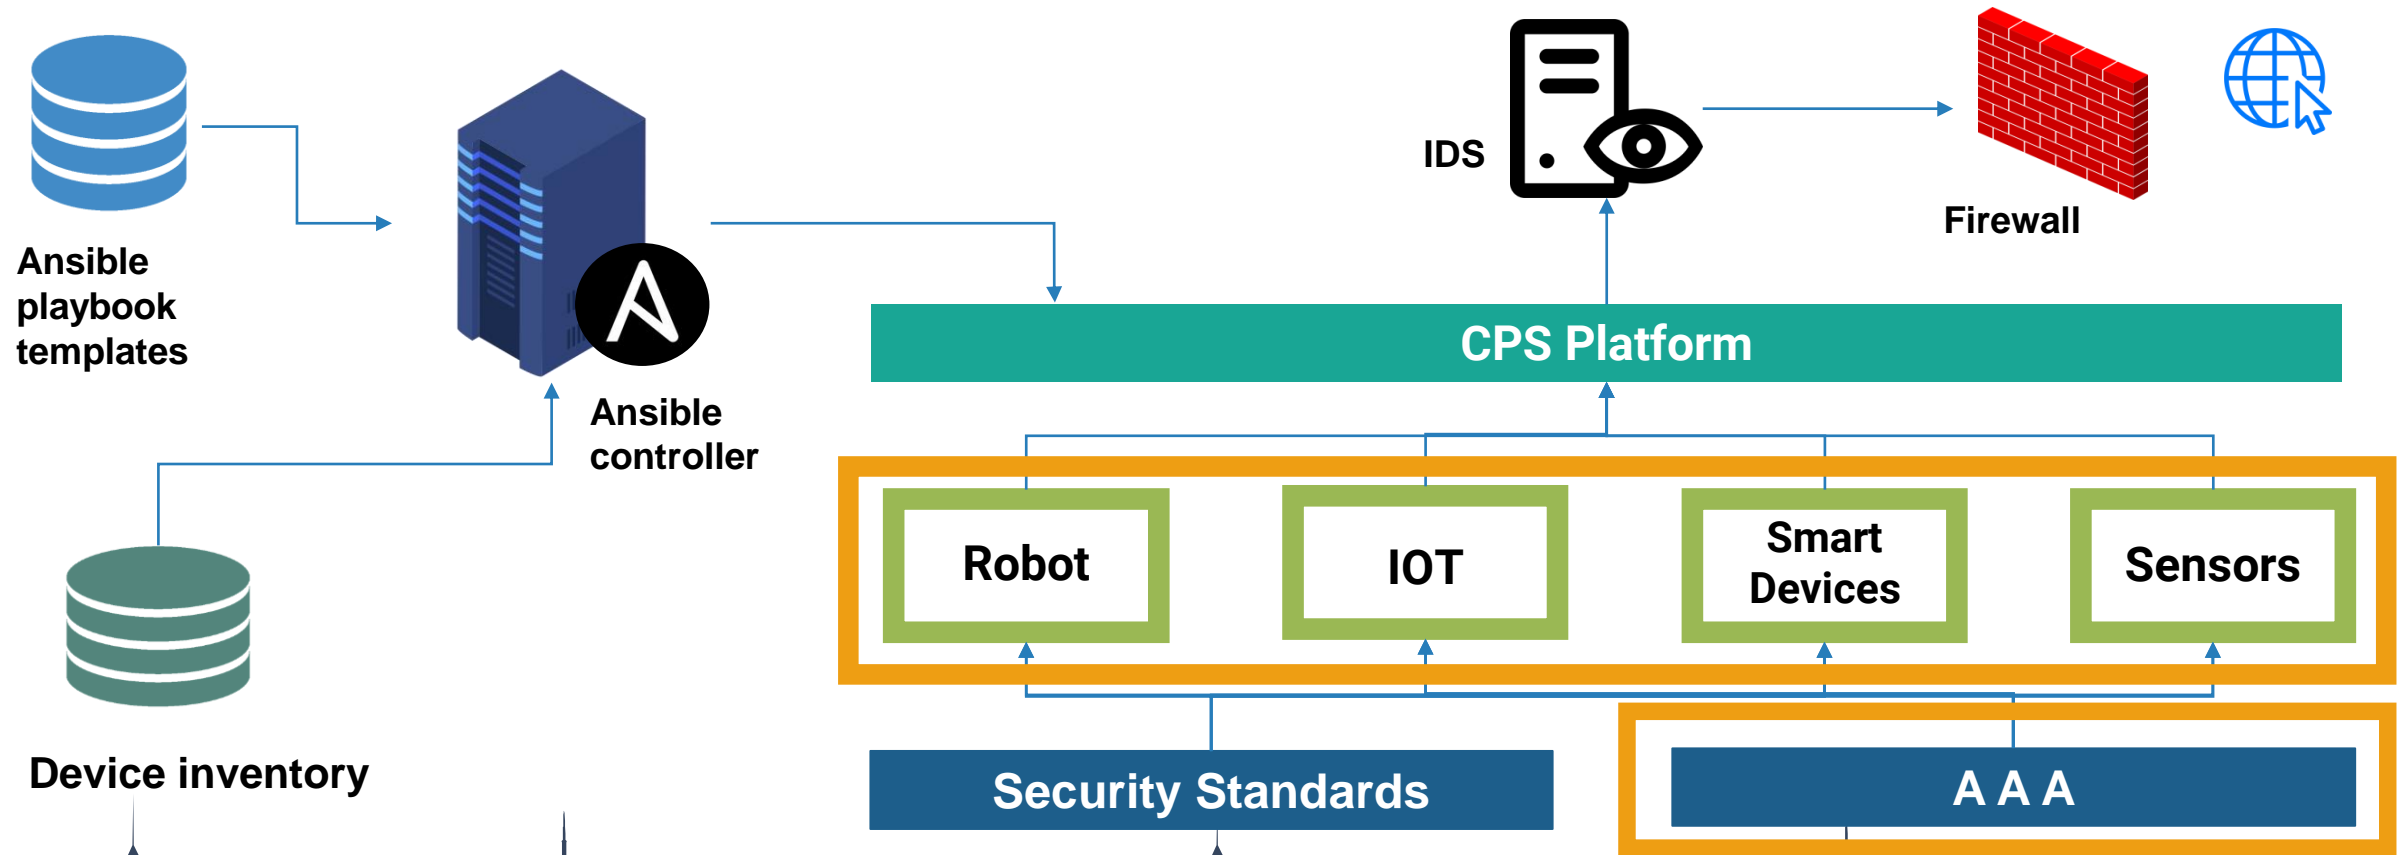 Ansible
playbook
templates
Ansible
controller
Device inventory
IDS
Firewall
CPS Platform
Robot
IOT
Smart
Devices
Sensors
Security Standards
A A A